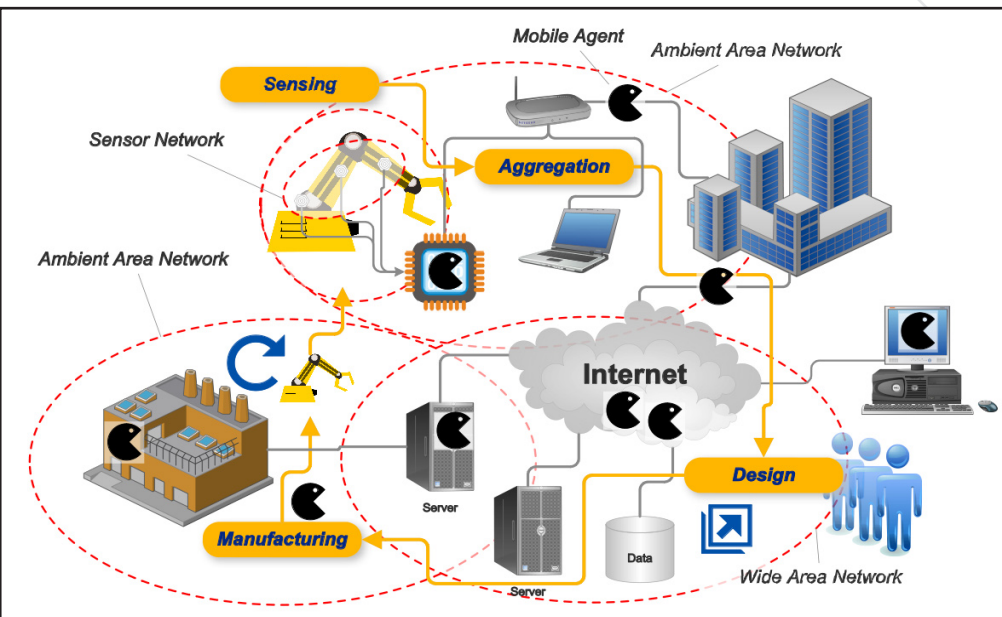 Mobile Agent
Ambient Area Network
Sensing
Sensor Network
Aggregation
Ambient Area Network
Internet
Design
Server
Manufacturing
Data
Server
Wide Area Network